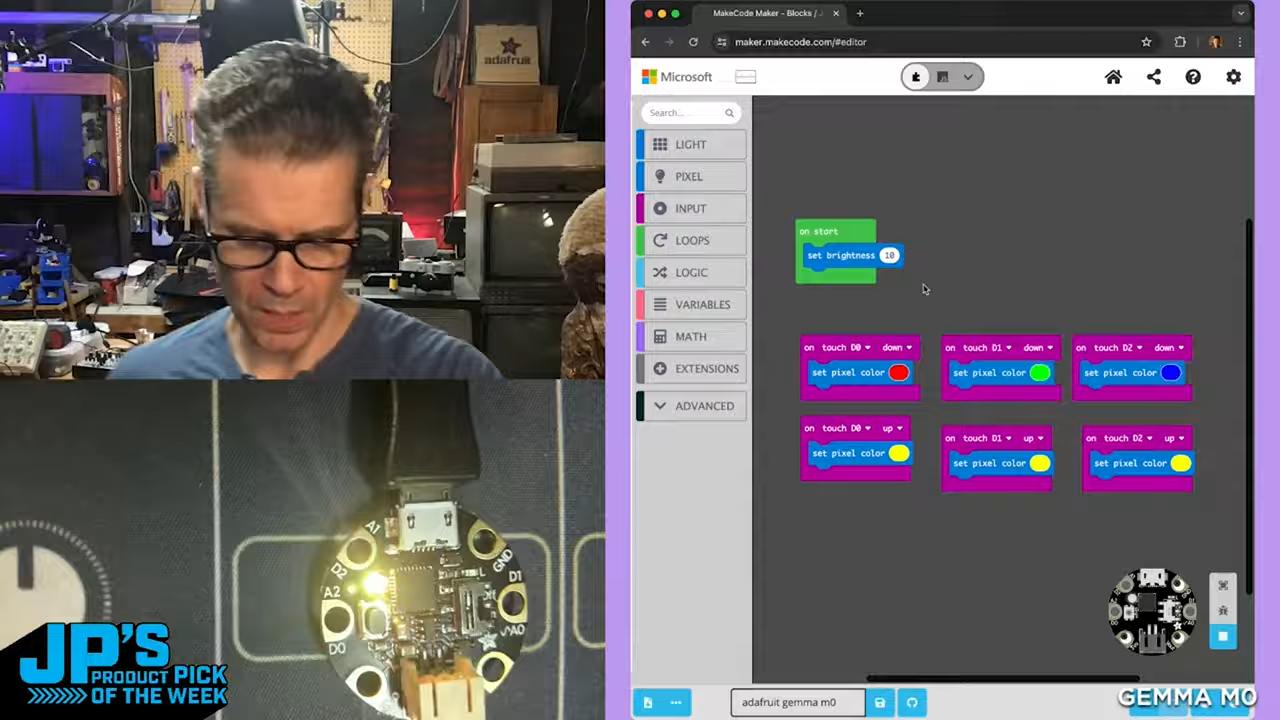 adafruit
MakeCode Maker - Blocks /
maker.makecode.com/#editor
Microsoft
Search...
LIGHT
PIXEL
INPUT
LOOPS
LOGIC
VARIABLES
MATH
EXTENSIONS
ADVANCED
on start
set brightness 10
on touch D0 down
set pixel color
on touch D1 down
set pixel color
on touch D2 down
set pixel color
on touch D0 up
set pixel color
on touch D1 up
set pixel color
on touch D2 up
set pixel color
A1
D2
A2
D0
GND
D1
A0
JP'S
PRODUCT PICK
OF THE WEEK
adafruit gemma m0
GEMMA M0